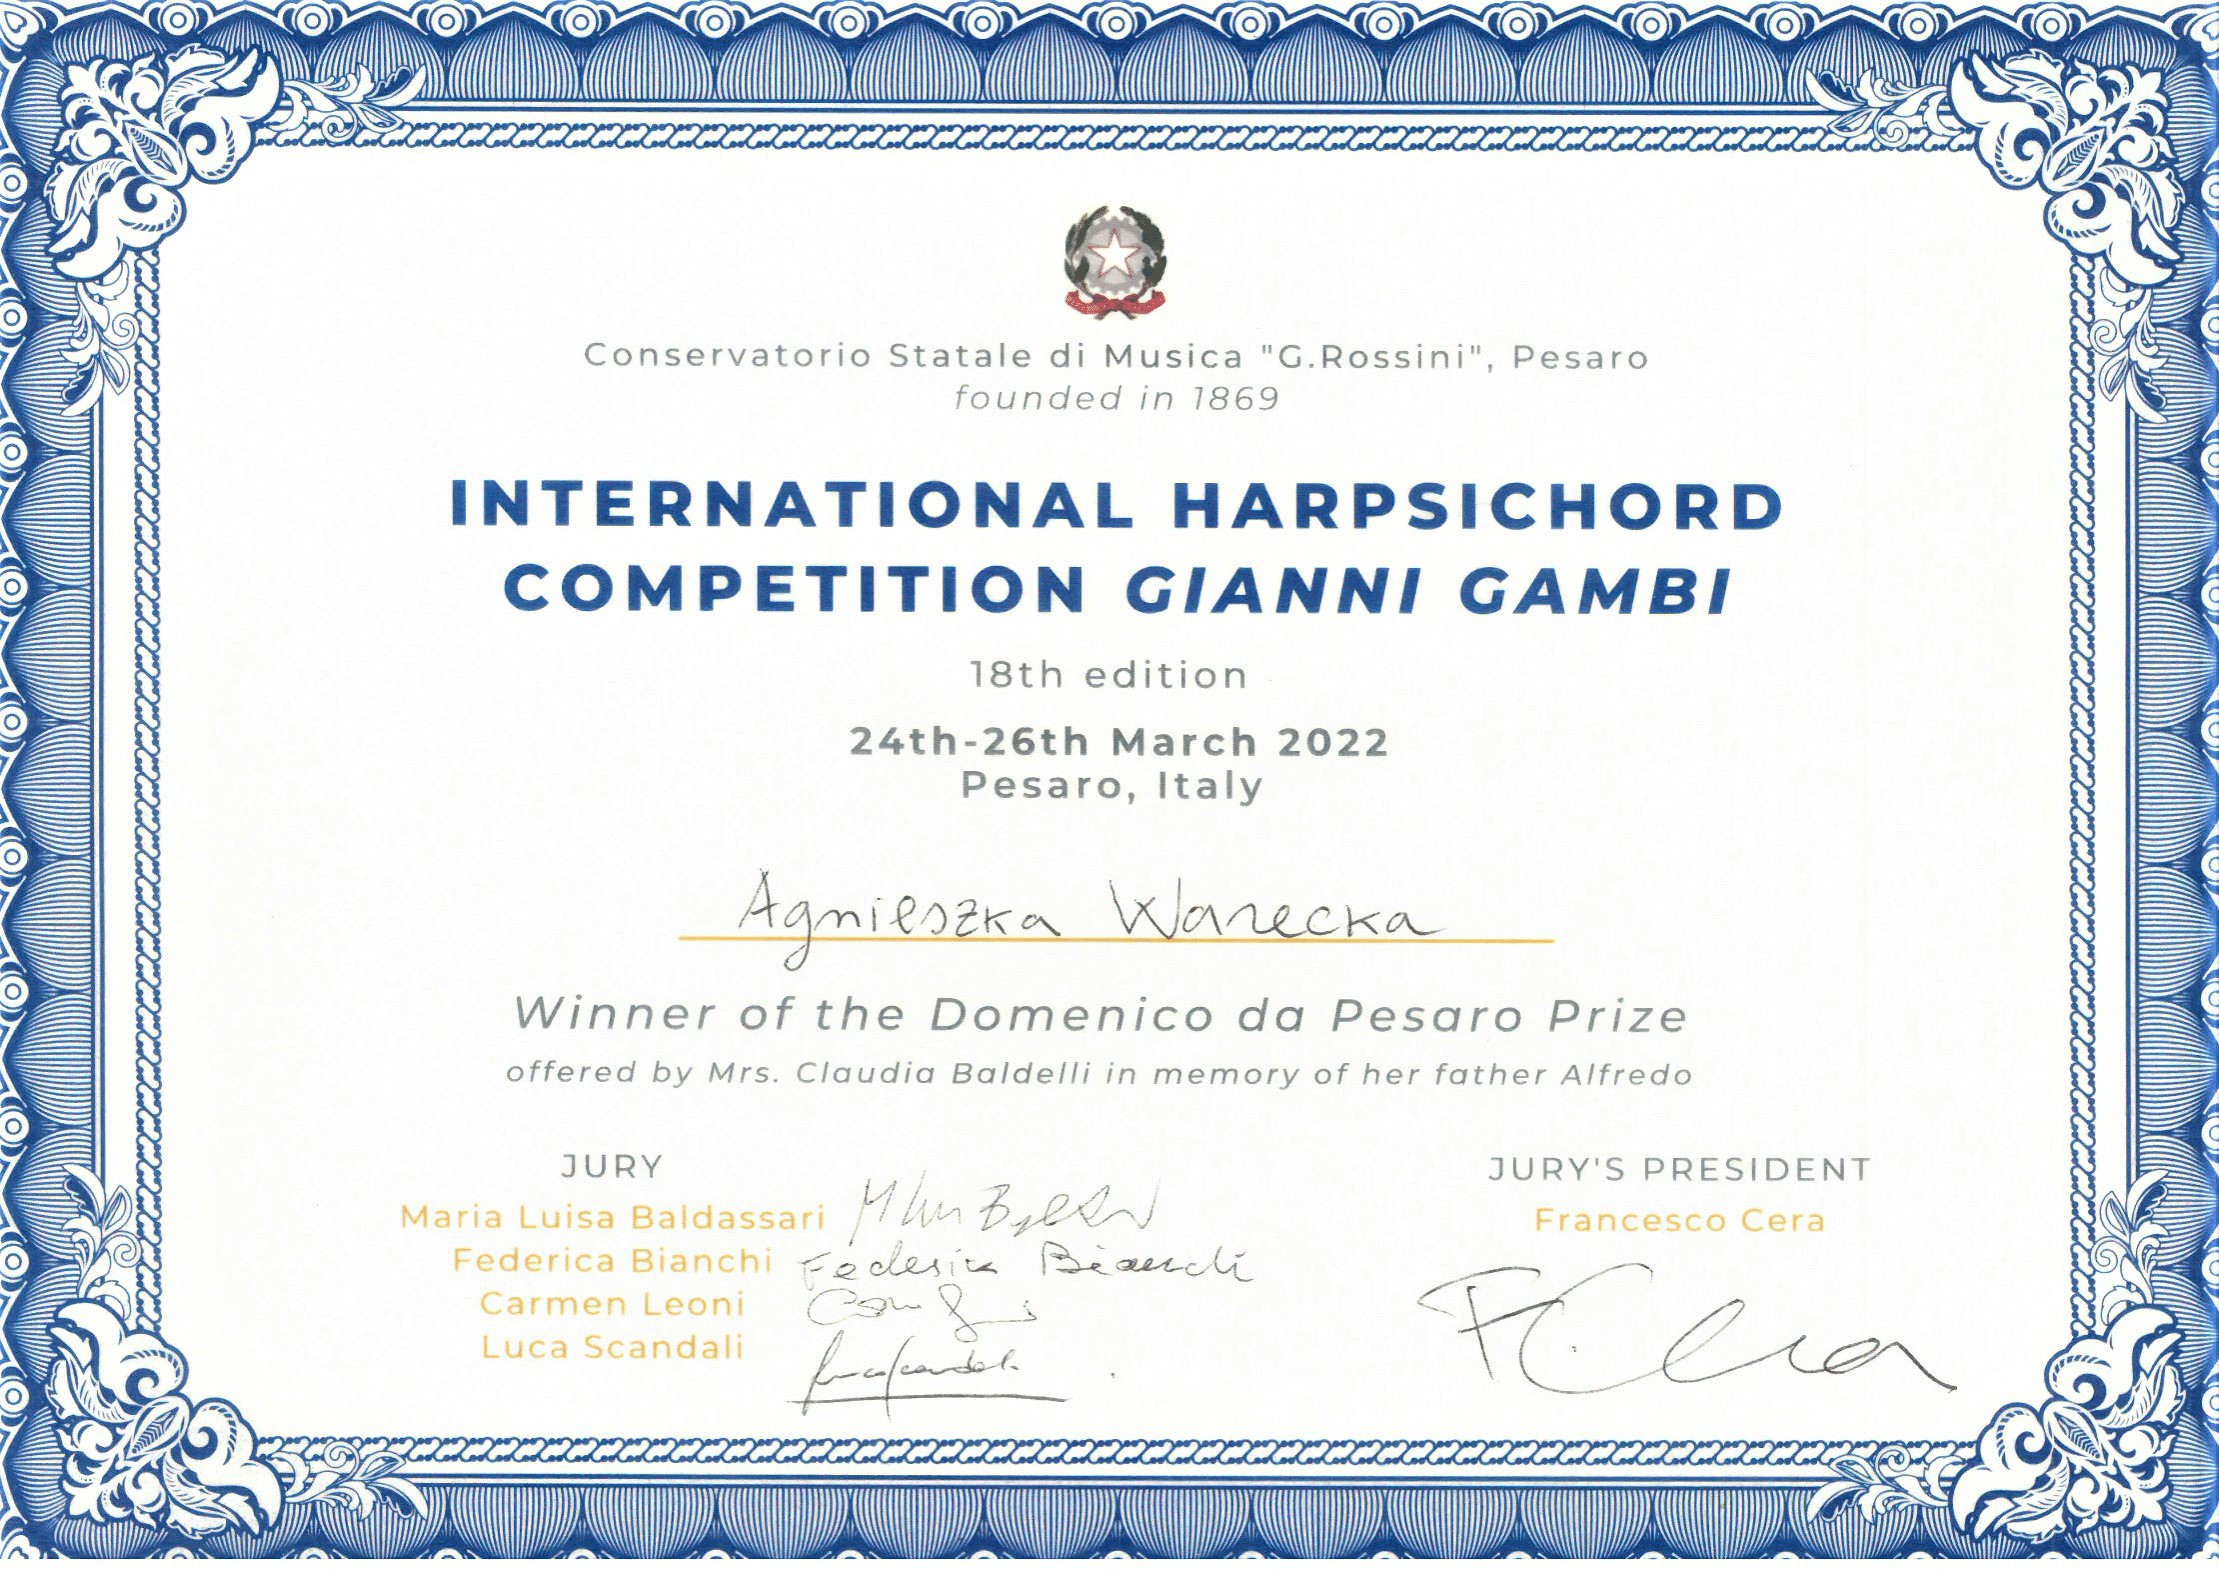 Conservatorio Statale di Musica "G.Rossini", Pesaro
founded in 1869
INTERNATIONAL HARPSICHORD
COMPETITION GIANNI GAMBI
18th edition
24th-26th March 2022
Pesaro, Italy
Agnieszka Warecka
Winner of the Domenico da Pesaro Prize
offered by Mrs. Claudia Baldelli in memory of her father Alfredo
JURY
Maria Luisa Baldassari
Federica Bianchi Federica Bianchi
Carmen Leoni
Luca Scandali
JURY'S PRESIDENT
Francesco Cera
F. Cera